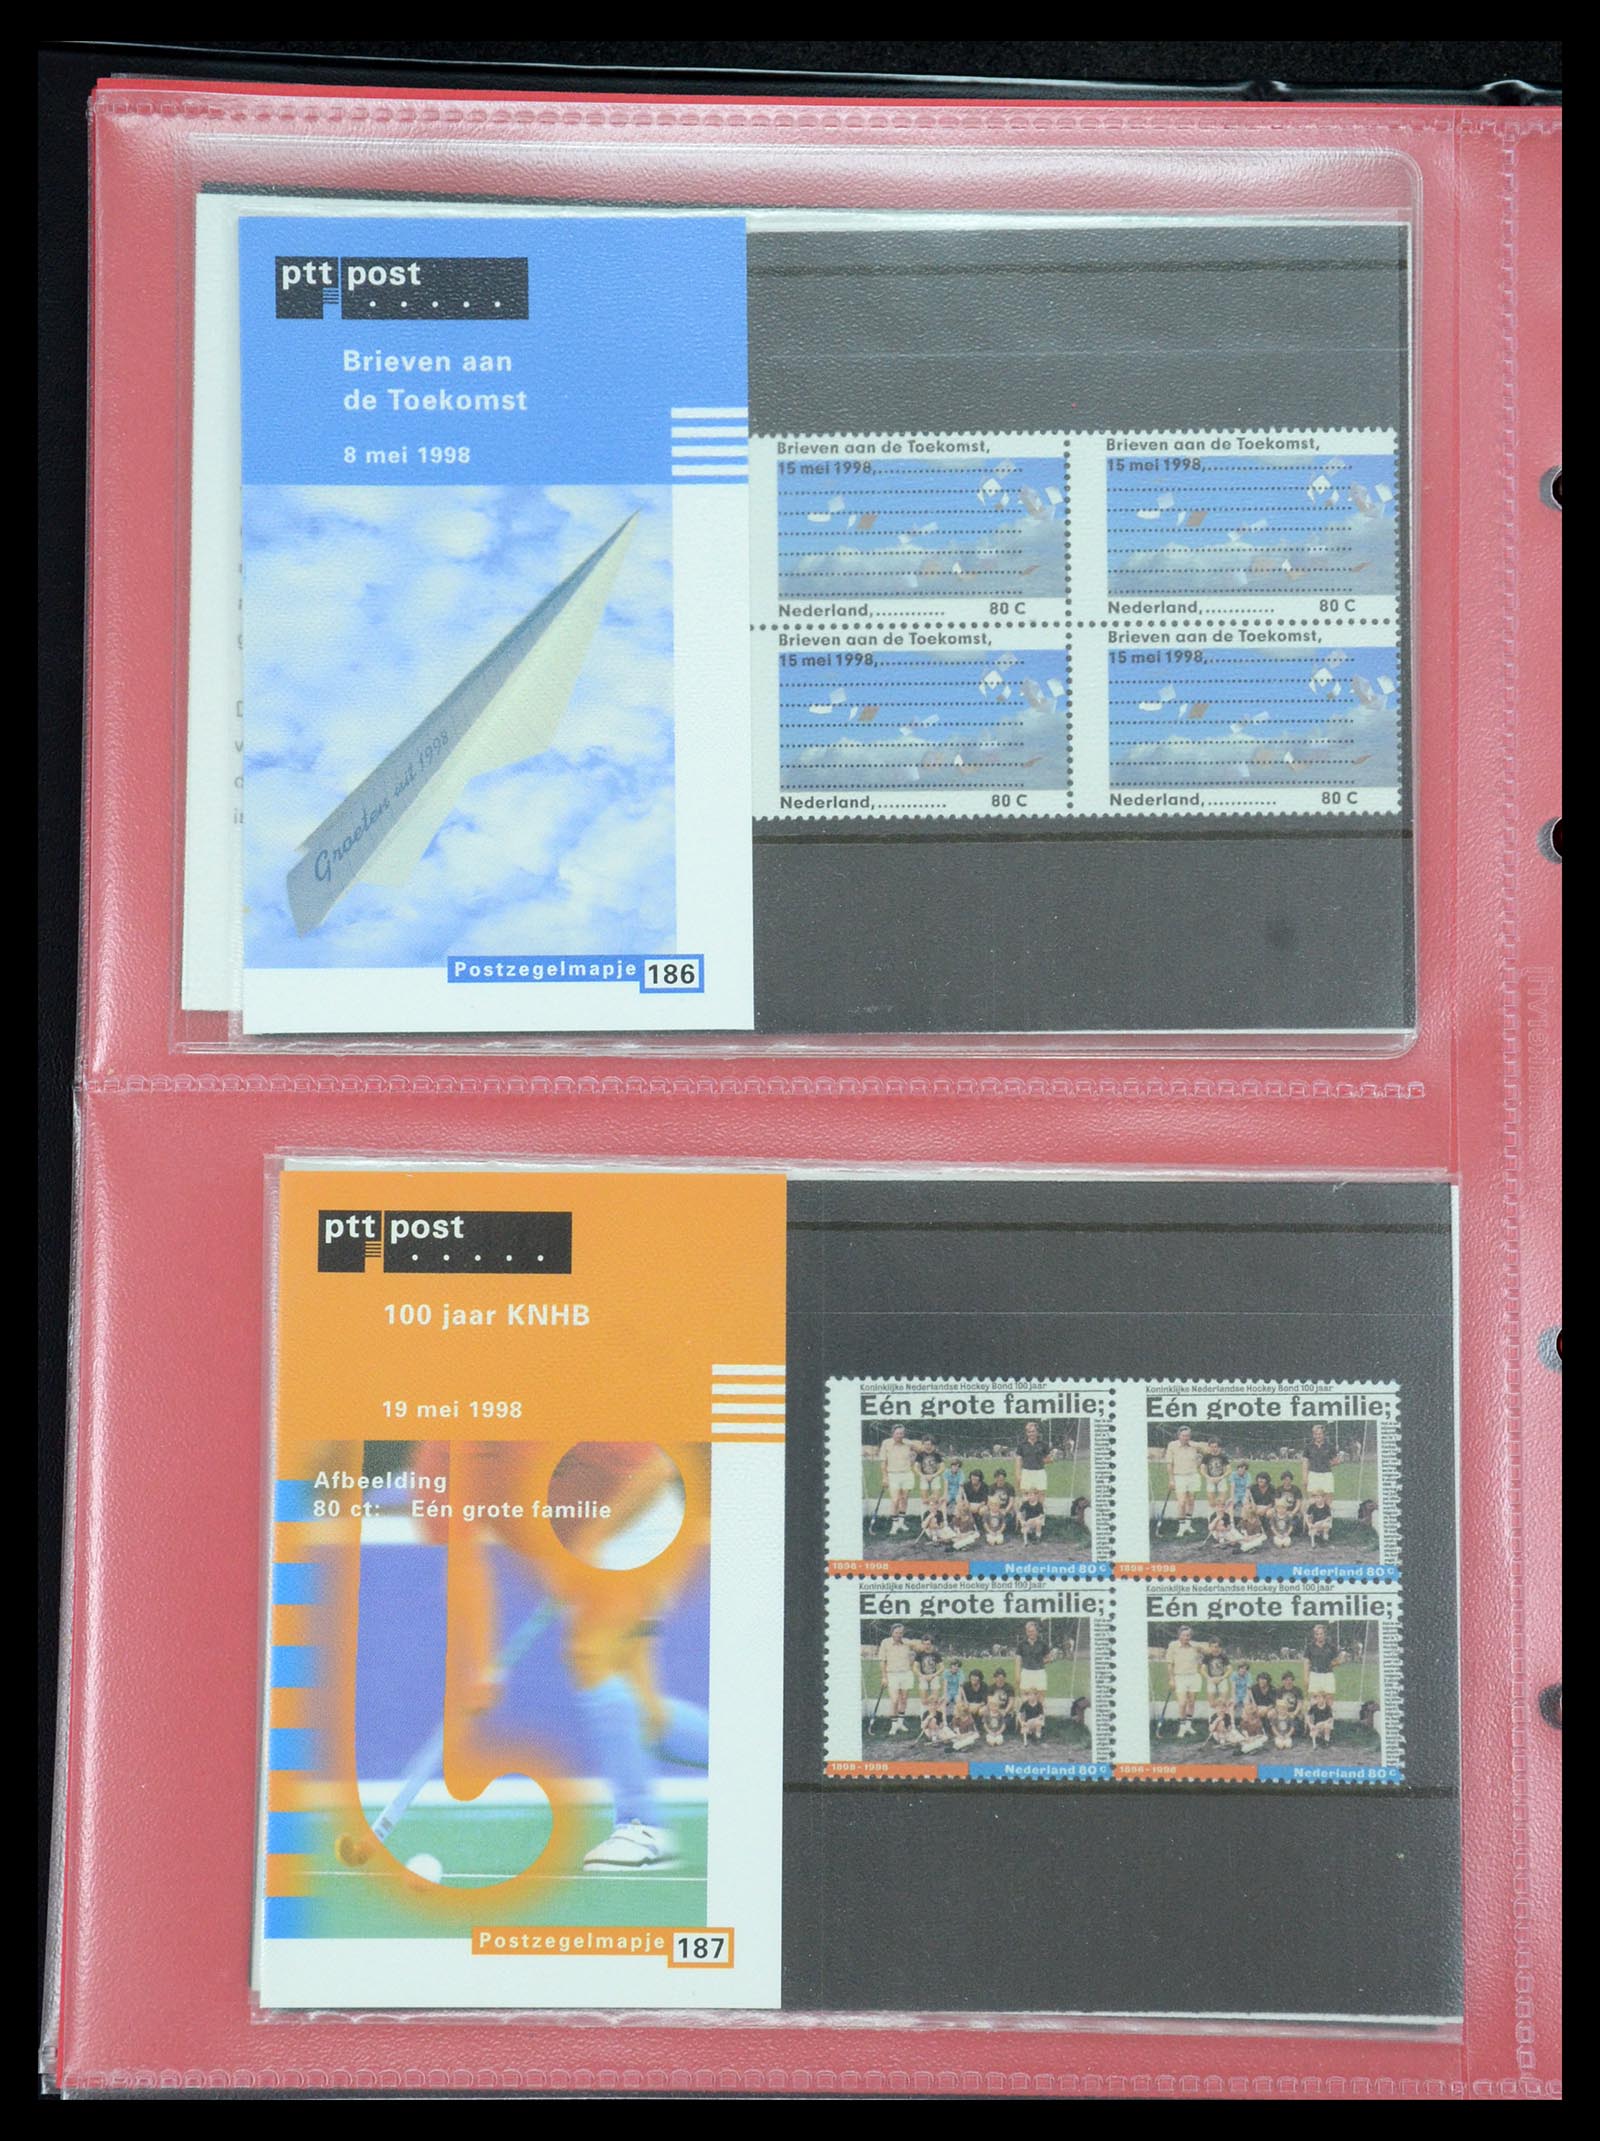 ptt post
Brieven aan
de Toekomst
8 mei 1998
Groeten uit 1998
Postzegelmapje 186
Brieven aan de Toekomst,
15 mei 1998,
Nederland,............ 80 C
Brieven aan de Toekomst,
15 mei 1998,
Nederland,............ 80 C
Brieven aan de Toekomst,
15 mei 1998,
Nederland,............ 80 C
Brieven aan de Toekomst,
15 mei 1998,
Nederland,............ 80 C
ptt post
100 jaar KNHB
19 mei 1998
Afbeelding
80 ct: Eén grote familie
Postzegelmapje 187
Koninklijke Nederlandse Hockey Bond 100 jaar
Eén grote familie;
1898-1998 Nederland 80 c
Koninklijke Nederlandse Hockey Bond 100 jaar
Eén grote familie;
1898-1998 Nederland 80 c
Koninklijke Nederlandse Hockey Bond 100 jaar
Eén grote familie;
1898-1998 Nederland 80 c
Koninklijke Nederlandse Hockey Bond 100 jaar
Eén grote familie;
1898-1998 Nederland 80 c